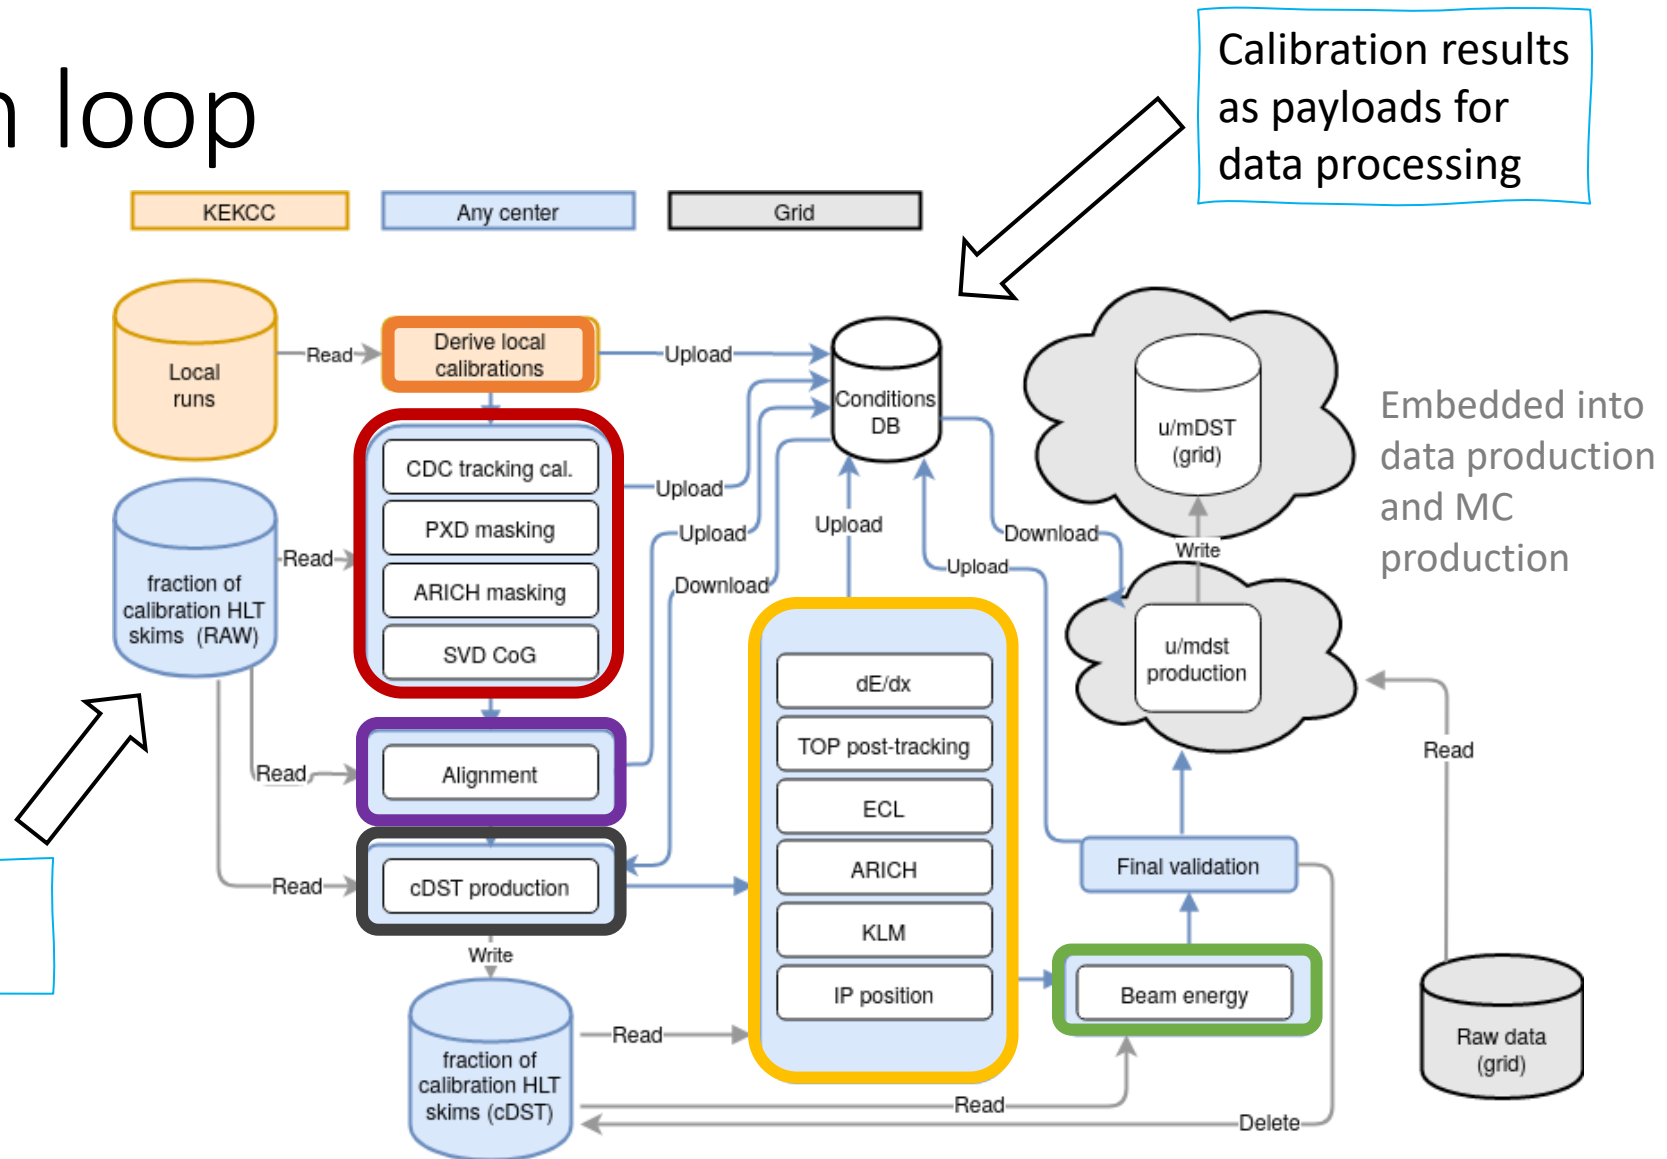 n loop
Calibration results
as payloads for
data processing
KEKCC
Any center
Grid
Local
runs
Read
Derive local
calibrations
Upload
Conditions
DB
u/mDST
(grid)
Embedded into
data production
and MC
production
fraction of
calibration HLT
skims (RAW)
Read
CDC tracking cal.
PXD masking
ARICH masking
SVD CoG
Upload
Upload
Download
Upload
Download
Upload
Write
u/mdst
production
Read
Read
Alignment
Read
cDST production
dE/dx
TOP post-tracking
ECL
ARICH
KLM
IP position
Final validation
Beam energy
Write
fraction of
calibration HLT
skims (cDST)
Read
Read
Delete
Raw data
(grid)